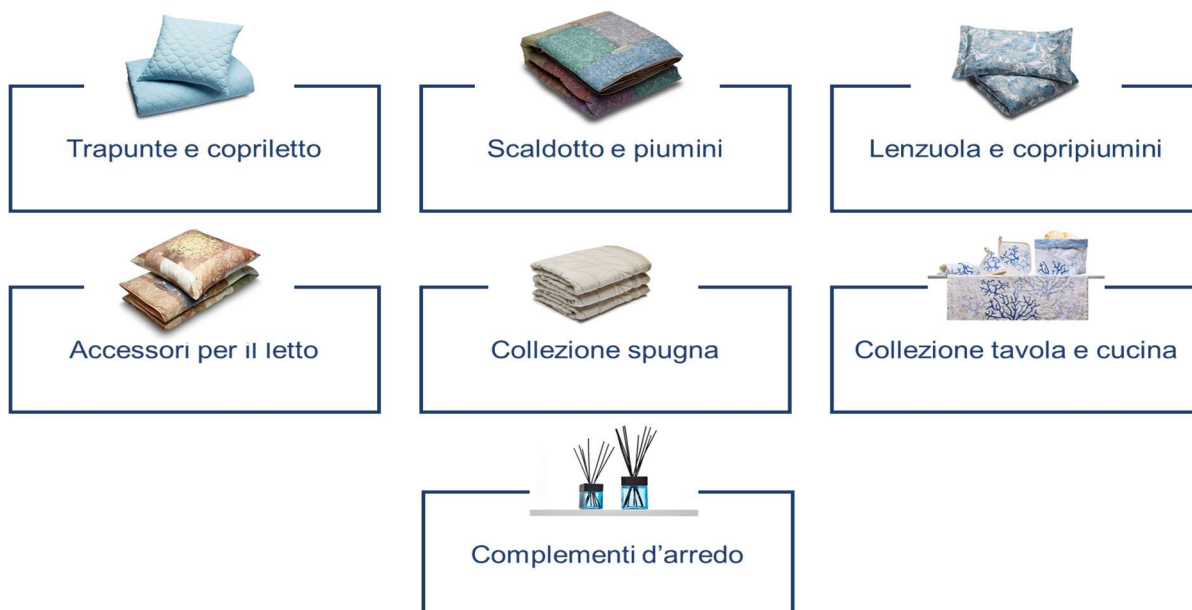 Trapunte e copriletto
Scaldotto e piumini
Lenzuola e copripiumini
Accessori per il letto
Collezione spugna
Collezione tavola e cucina
Complementi d’arredo